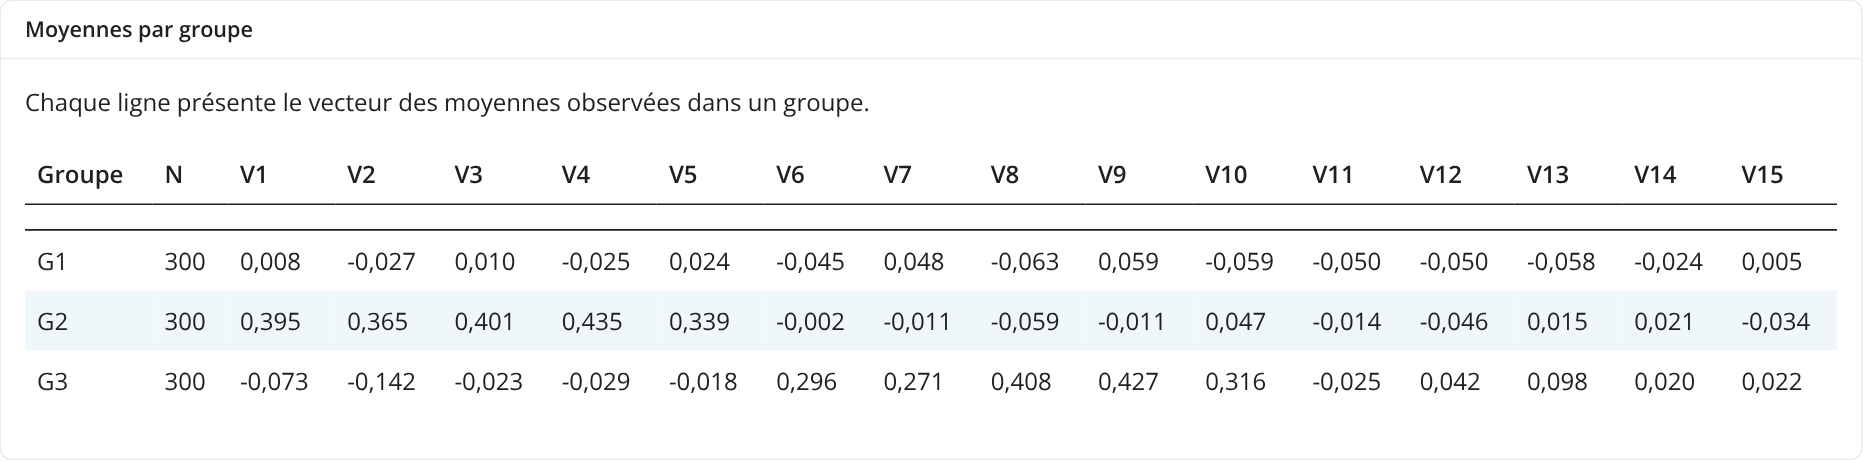 Moyennes par groupe
Chaque ligne présente le vecteur des moyennes observées dans un groupe.
Groupe N V1 V2 V3 V4 V5 V6 V7 V8 V9 V10 V11 V12 V13 V14 V15
G1 300 0,008 -0,027 0,010 -0,025 0,024 -0,045 0,048 -0,063 0,059 -0,059 -0,050 -0,050 -0,058 -0,024 0,005
G2 300 0,395 0,365 0,401 0,435 0,339 -0,002 -0,011 -0,059 -0,011 0,047 -0,014 -0,046 0,015 0,021 -0,034
G3 300 -0,073 -0,142 -0,023 -0,029 -0,018 0,296 0,271 0,408 0,427 0,316 -0,025 0,042 0,098 0,020 0,022